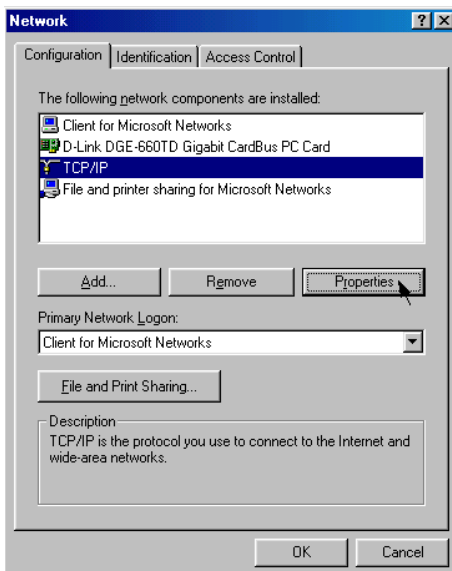 Network
Configuration Identification Access Control
The following network components are installed:
Client for Microsoft Networks
D-Link DGE-660TD Gigabit CardBus PC Card
TCP/IP
File and printer sharing for Microsoft Networks
Add... Remove Properties
Primary Network Logon:
Client for Microsoft Networks
File and Print Sharing...
Description
TCP/IP is the protocol you use to connect to the Internet and
wide-area networks.
OK Cancel